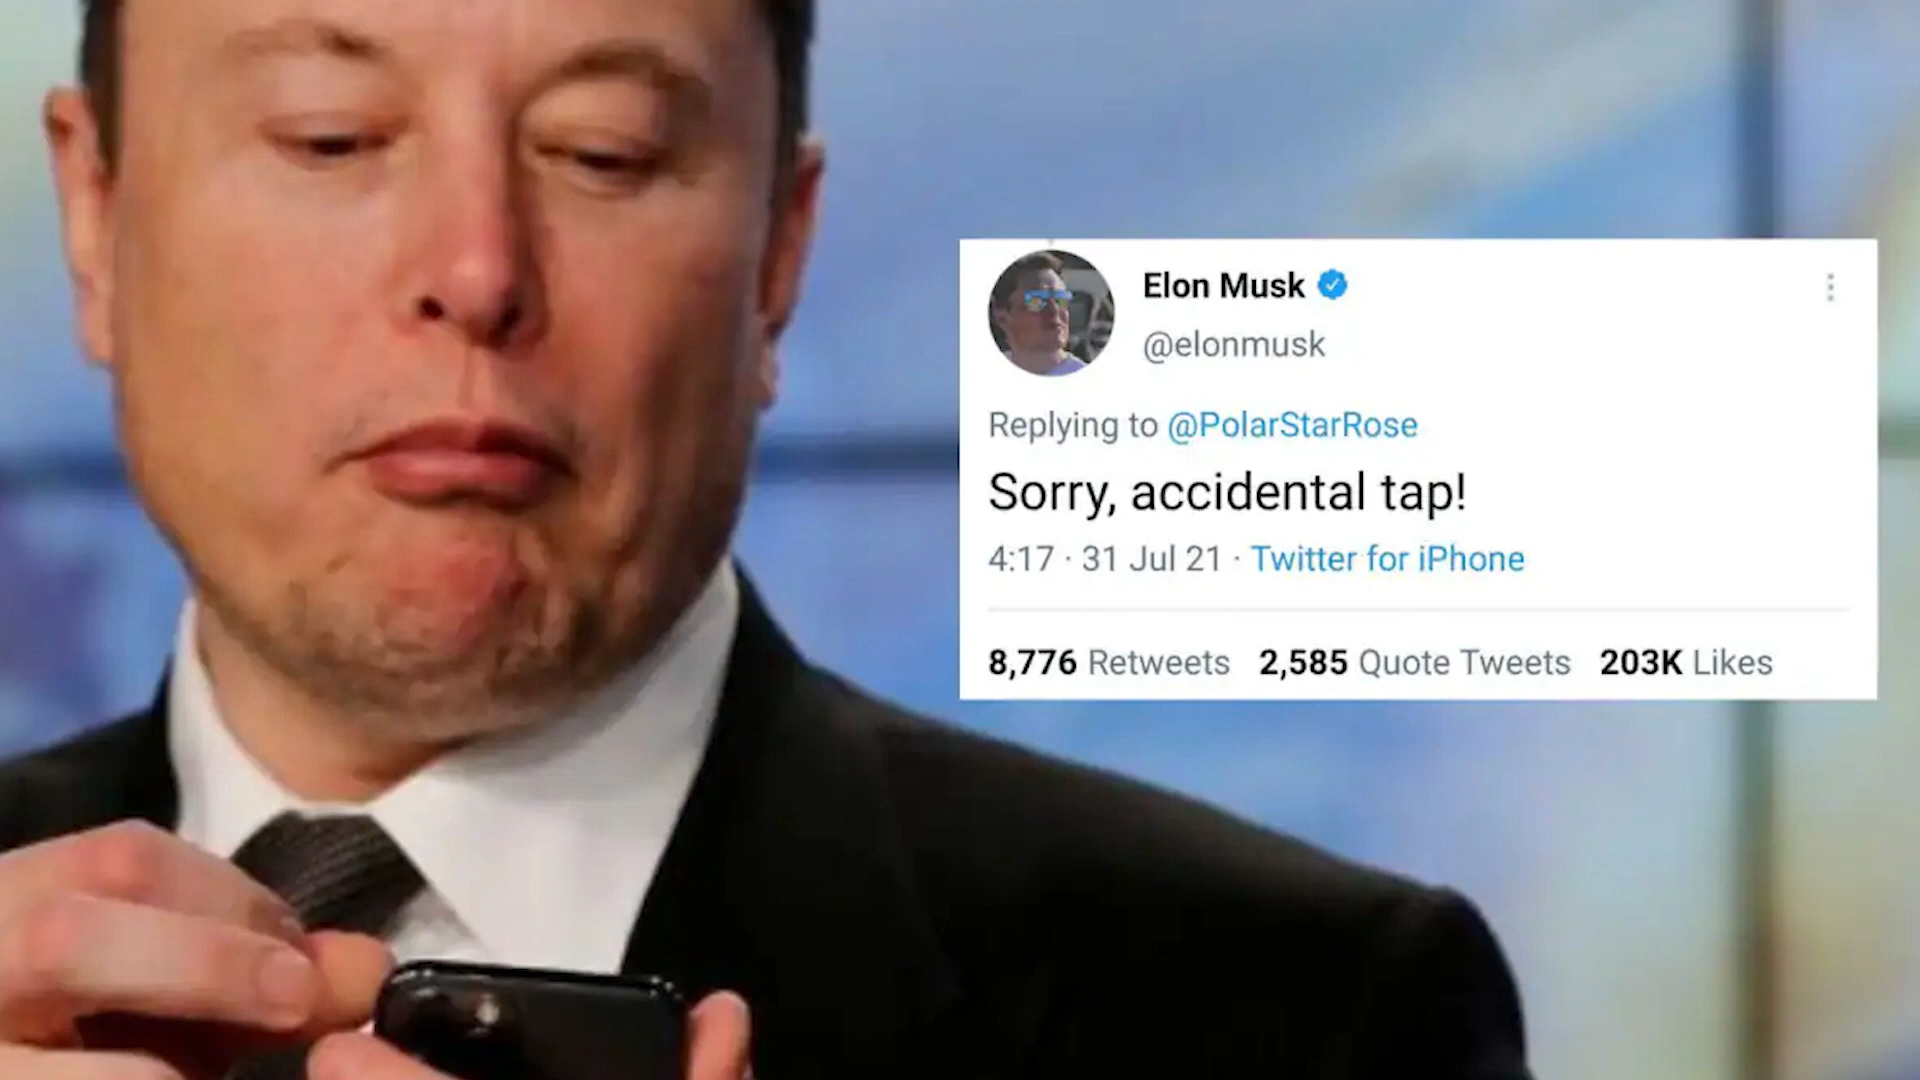 Elon Musk
@elonmusk
Replying to @PolarStarRose
Sorry, accidental tap!
4:17 · 31 Jul 21 · Twitter for iPhone
8,776 Retweets 2,585 Quote Tweets 203K Likes